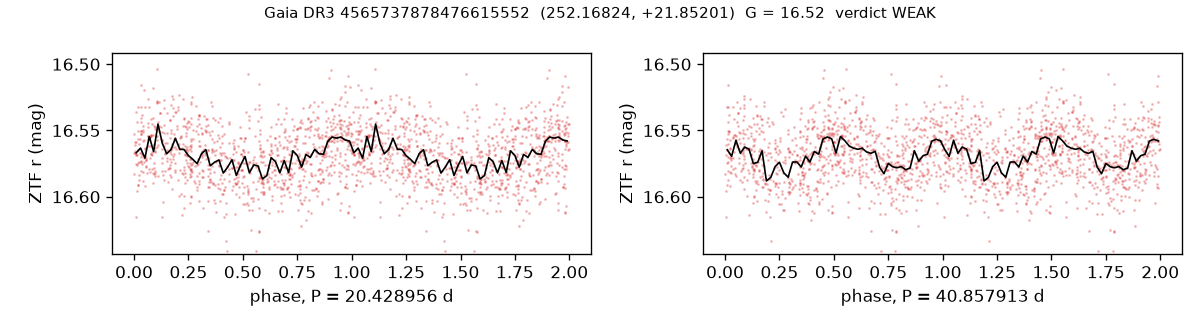 Gaia DR3 4565737878476615552 (252.16824, +21.85201) G = 16.52 verdict WEAK
ZTF r (mag)
16.50
16.55
16.60
0.00 0.25 0.50 0.75 1.00 1.25 1.50 1.75 2.00
phase, P = 20.428956 d
ZTF r (mag)
16.50
16.55
16.60
0.00 0.25 0.50 0.75 1.00 1.25 1.50 1.75 2.00
phase, P = 40.857913 d